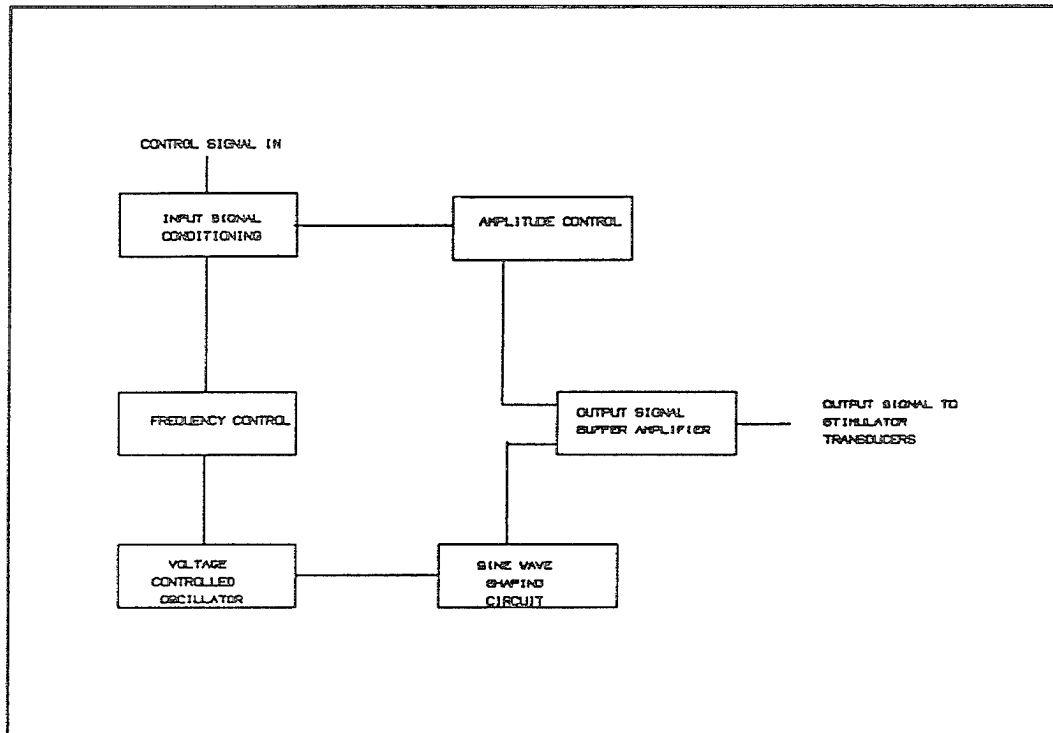 CONTROL SIGNAL IN
INPUT SIGNAL
CONDITIONING
AMPLITUDE CONTROL
FREQUENCY CONTROL
OUTPUT SIGNAL
BUFFER AMPLIFIER
OUTPUT SIGNAL TO
STIMULATOR
TRANSDUCERS
VOLTAGE
CONTROLLED
OSCILLATOR
SINE WAVE
SHAPING
CIRCUIT